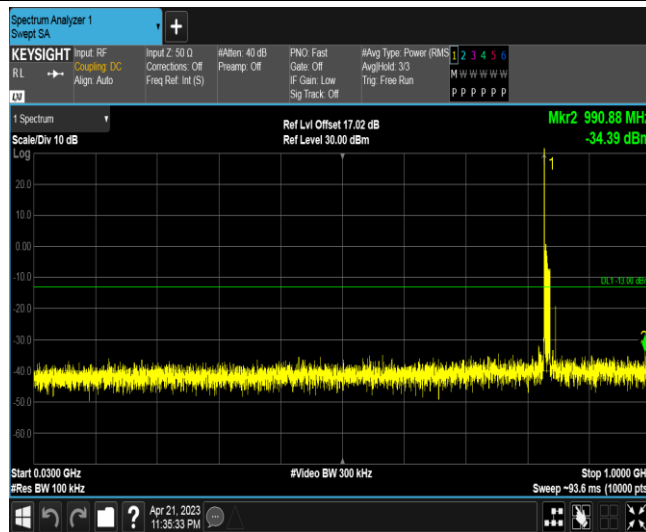 Spectrum Analyzer 1
Swept SA
KEYSIGHT
RL
LXI
Input: RF
Coupling: DC
Align: Auto
Input Z: 50 Ω
Corrections: Off
Freq Ref: Int (S)
#Atten: 40 dB
Preamp: Off
PNO: Fast
Gate: Off
IF Gain: Low
Sig Track: Off
#Avg Type: Power (RMS
Avg|Hold: 3/3
Trig: Free Run
1 2 3 4 5 6
M W W W W W
P P P P P P
1 Spectrum
Scale/Div 10 dB
Log
Ref Lvl Offset 17.02 dB
Ref Level 30.00 dBm
Mkr2 990.88 MHz
-34.39 dBm
1
20.0
10.0
0.00
-10.0
DL1 -13.00 dBm
-20.0
-30.0
-40.0
-50.0
-60.0
Start 0.0300 GHz
#Res BW 100 kHz
#Video BW 300 kHz
Stop 1.0000 GH
Sweep ~93.6 ms (10000 pts
?
Apr 21, 2023
11:35:33 PM